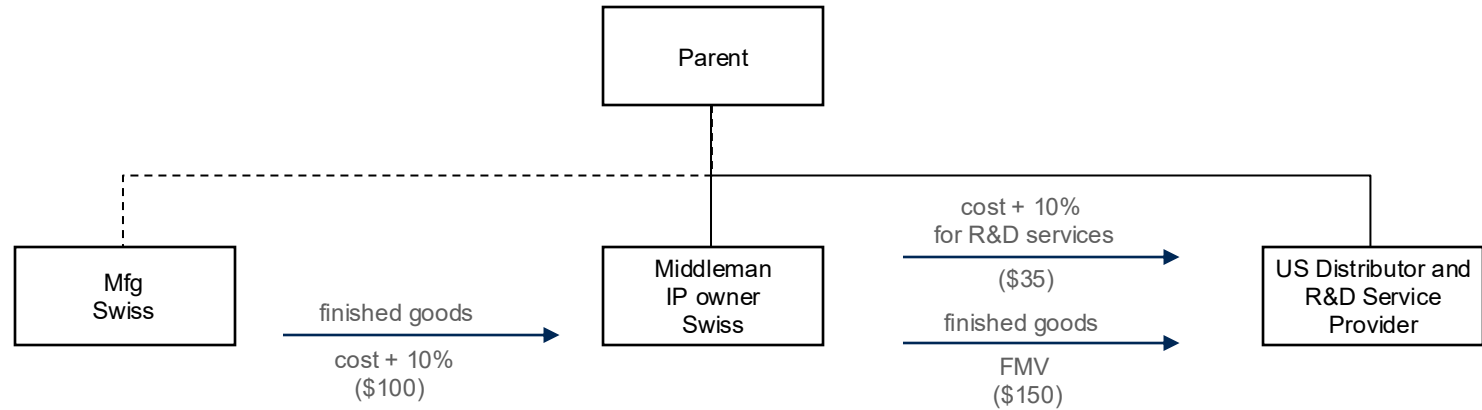 Parent
Mfg
Swiss
finished goods
cost + 10%
($100)
Middleman
IP owner
Swiss
cost + 10%
for R&D services
($35)
finished goods
FMV
($150)
US Distributor and
R&D Service
Provider